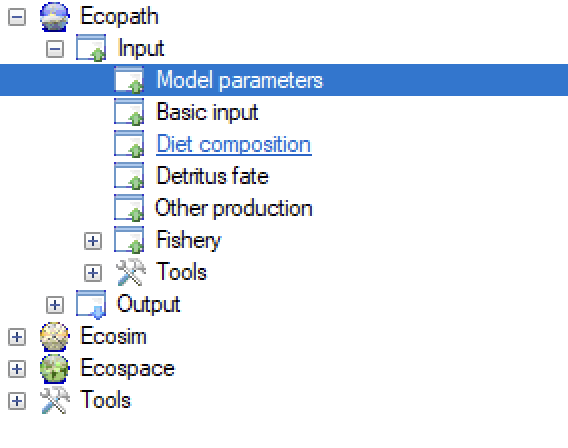 Ecopath
Input
Model parameters
Basic input
Diet composition
Detritus fate
Other production
Fishery
Tools
Output
Ecosim
Ecospace
Tools